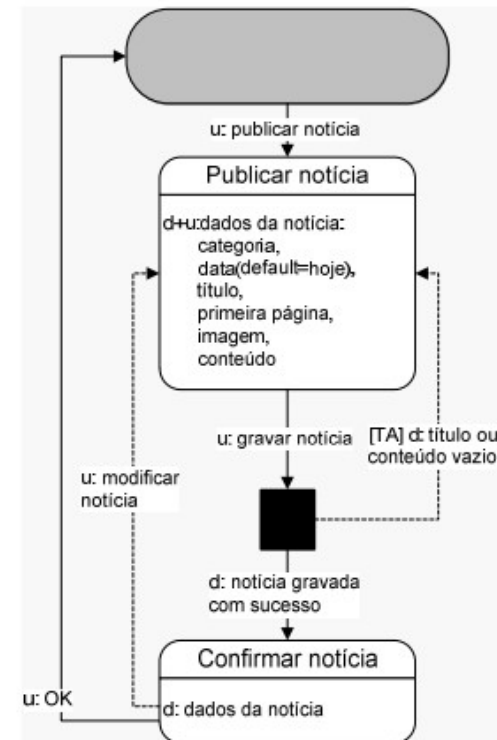 u: publicar notícia
Publicar notícia
d+u:dados da notícia:
categoria,
data(default=hoje),
título,
primeira página,
imagem,
conteúdo
u: gravar notícia
[TA] d: título ou
conteúdo vazio
u: modificar
notícia
d: notícia gravada
com sucesso
Confirmar notícia
u: OK
d: dados da notícia